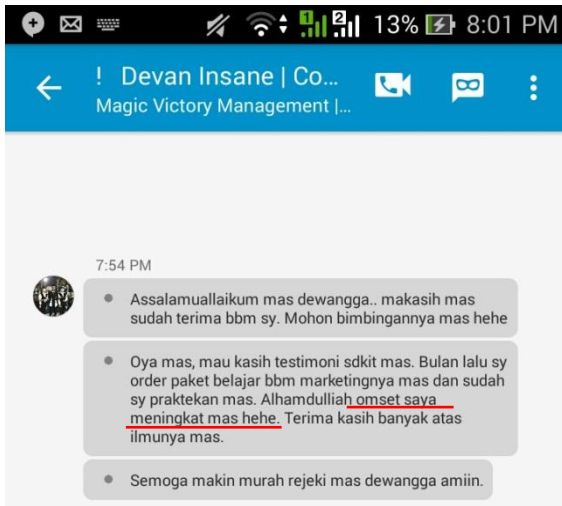 13% 8:01 PM
! Devan Insane | Co...
Magic Victory Management |...
7:54 PM
Assalamuallaikum mas dewangga.. makasih mas
sudah terima bbm sy. Mohon bimbingannya mas hehe
Oya mas, mau kasih testimoni sdkit mas. Bulan lalu sy
order paket belajar bbm marketingnya mas dan sudah
sy praktekan mas. Alhamdulliah omset saya
meningkat mas hehe. Terima kasih banyak atas
ilmunya mas.
Semoga makin murah rejeki mas dewangga amiin.